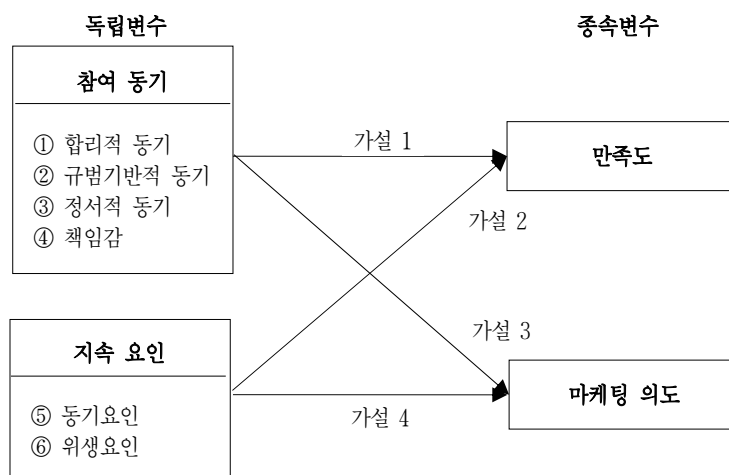 독립변수
종속변수
참여 동기
① 합리적 동기
② 규범기반적 동기
③ 정서적 동기
④ 책임감
가설 1
만족도
가설 2
가설 3
지속 요인
⑤ 동기요인
⑥ 위생요인
가설 4
마케팅 의도